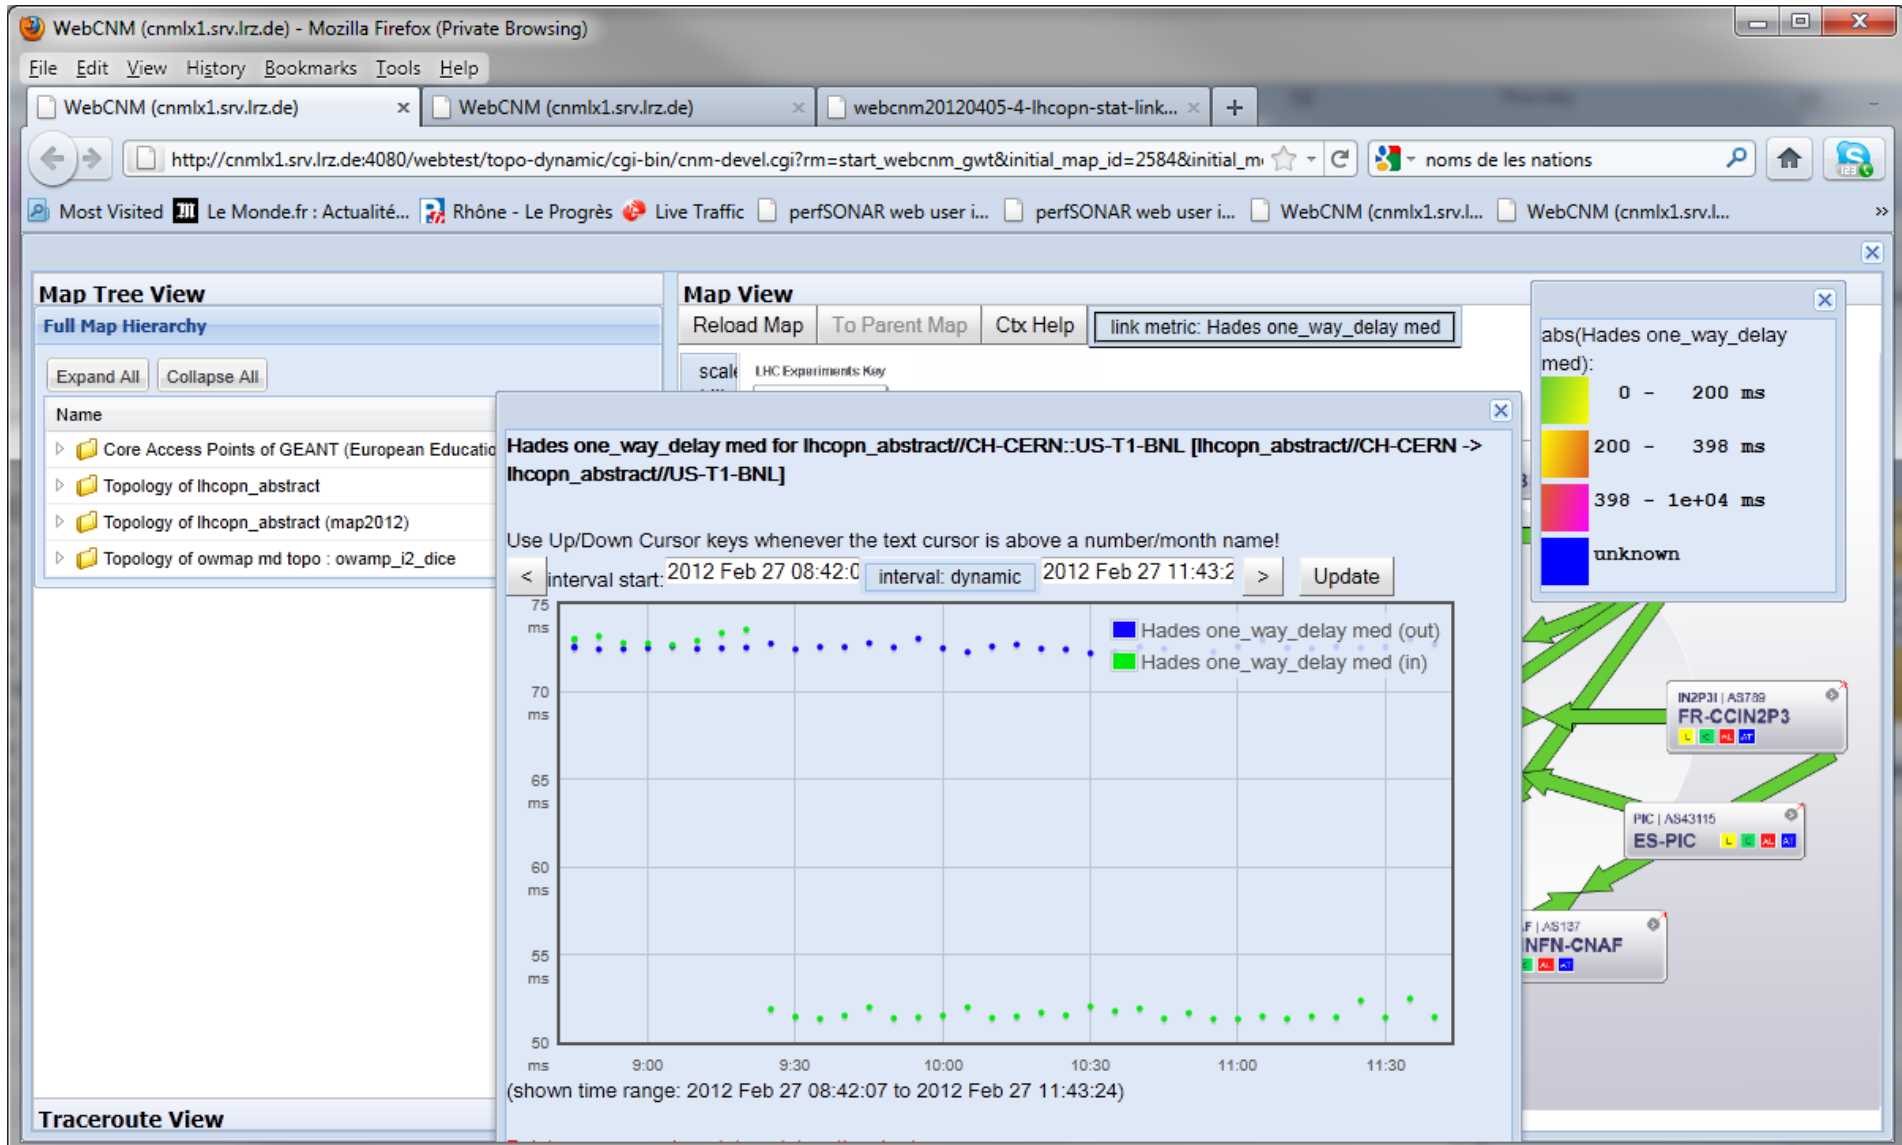 WebCNM (cnmlx1.srv.lrz.de) - Mozilla Firefox (Private Browsing)
File Edit View History Bookmarks Tools Help
WebCNM (cnmlx1.srv.lrz.de) WebCNM (cnmlx1.srv.lrz.de) webcnm20120405-4-lhcopn-stat-link...
http://cnmlx1.srv.lrz.de:4080/webtest/topo-dynamic/cgi-bin/cnm-devel.cgi?rm=start_webcnm_gwt&initial_map_id=2584&initial_m noms de les nations
Most Visited Le Monde.fr : Actualité... Rhône - Le Progrès Live Traffic perfSONAR web user i... perfSONAR web user i... WebCNM (cnmlx1.srv.l... WebCNM (cnmlx1.srv.l... »
Map Tree View
Full Map Hierarchy
Expand All Collapse All
Name
Core Access Points of GEANT (European Educatio
Topology of lhcopn_abstract
Topology of lhcopn_abstract (map2012)
Topology of owmap md topo : owamp_i2_dice
Traceroute View
Map View
Reload Map To Parent Map Ctx Help link metric: Hades one_way_delay med
scale LHC Experiments Key
abs(Hades one_way_delay
med):
0 - 200 ms
200 - 398 ms
398 - 1e+04 ms
unknown
Hades one_way_delay med for lhcopn_abstract//CH-CERN::US-T1-BNL [lhcopn_abstract//CH-CERN ->
lhcopn_abstract//US-T1-BNL]
Use Up/Down Cursor keys whenever the text cursor is above a number/month name!
< interval start: 2012 Feb 27 08:42:0 interval: dynamic 2012 Feb 27 11:43:2 > Update
Hades one_way_delay med (out)
Hades one_way_delay med (in)
75
ms
70
ms
65
ms
60
ms
55
ms
50
ms
9:00 9:30 10:00 10:30 11:00 11:30
(shown time range: 2012 Feb 27 08:42:07 to 2012 Feb 27 11:43:24)
IN2P3I | AS789
FR-CCIN2P3
L C AL AT
PIC | AS43115
ES-PIC L C AL AT
F | AS137
NFN-CNAF
C AL AT